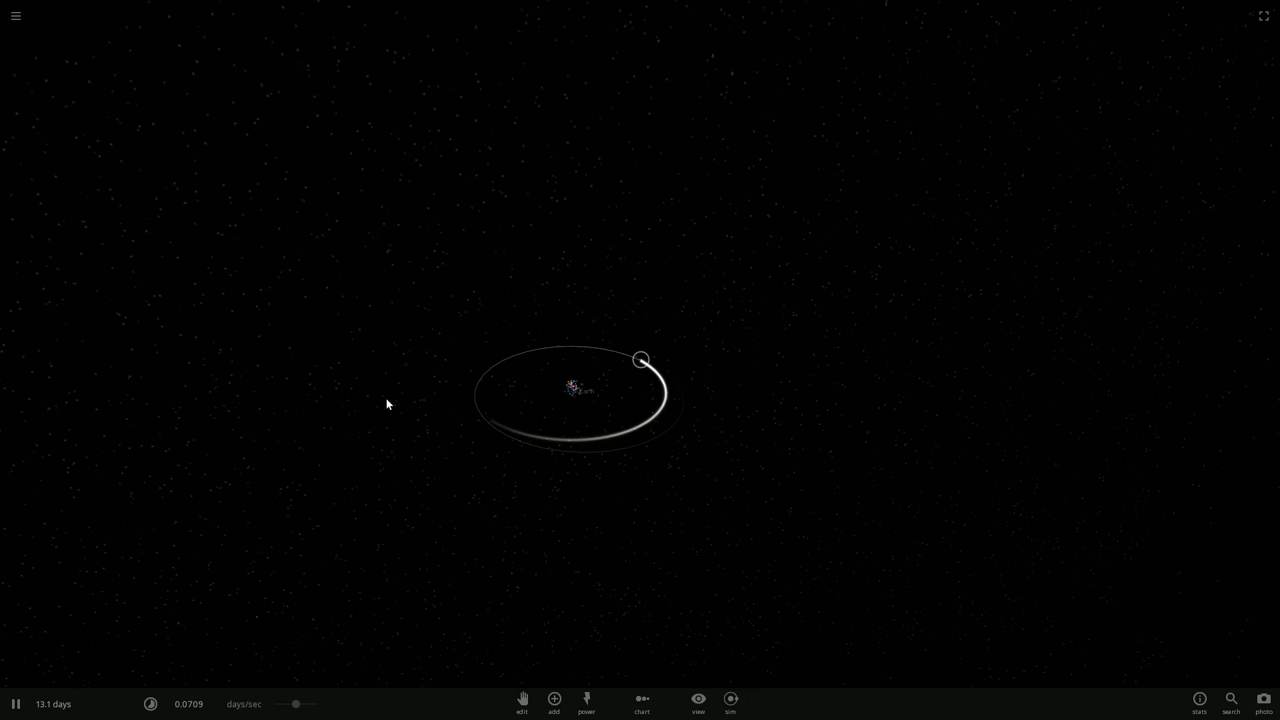 13.1 days
0.0709
days/sec
edit
add
power
chart
view
sim
stats
search
photo